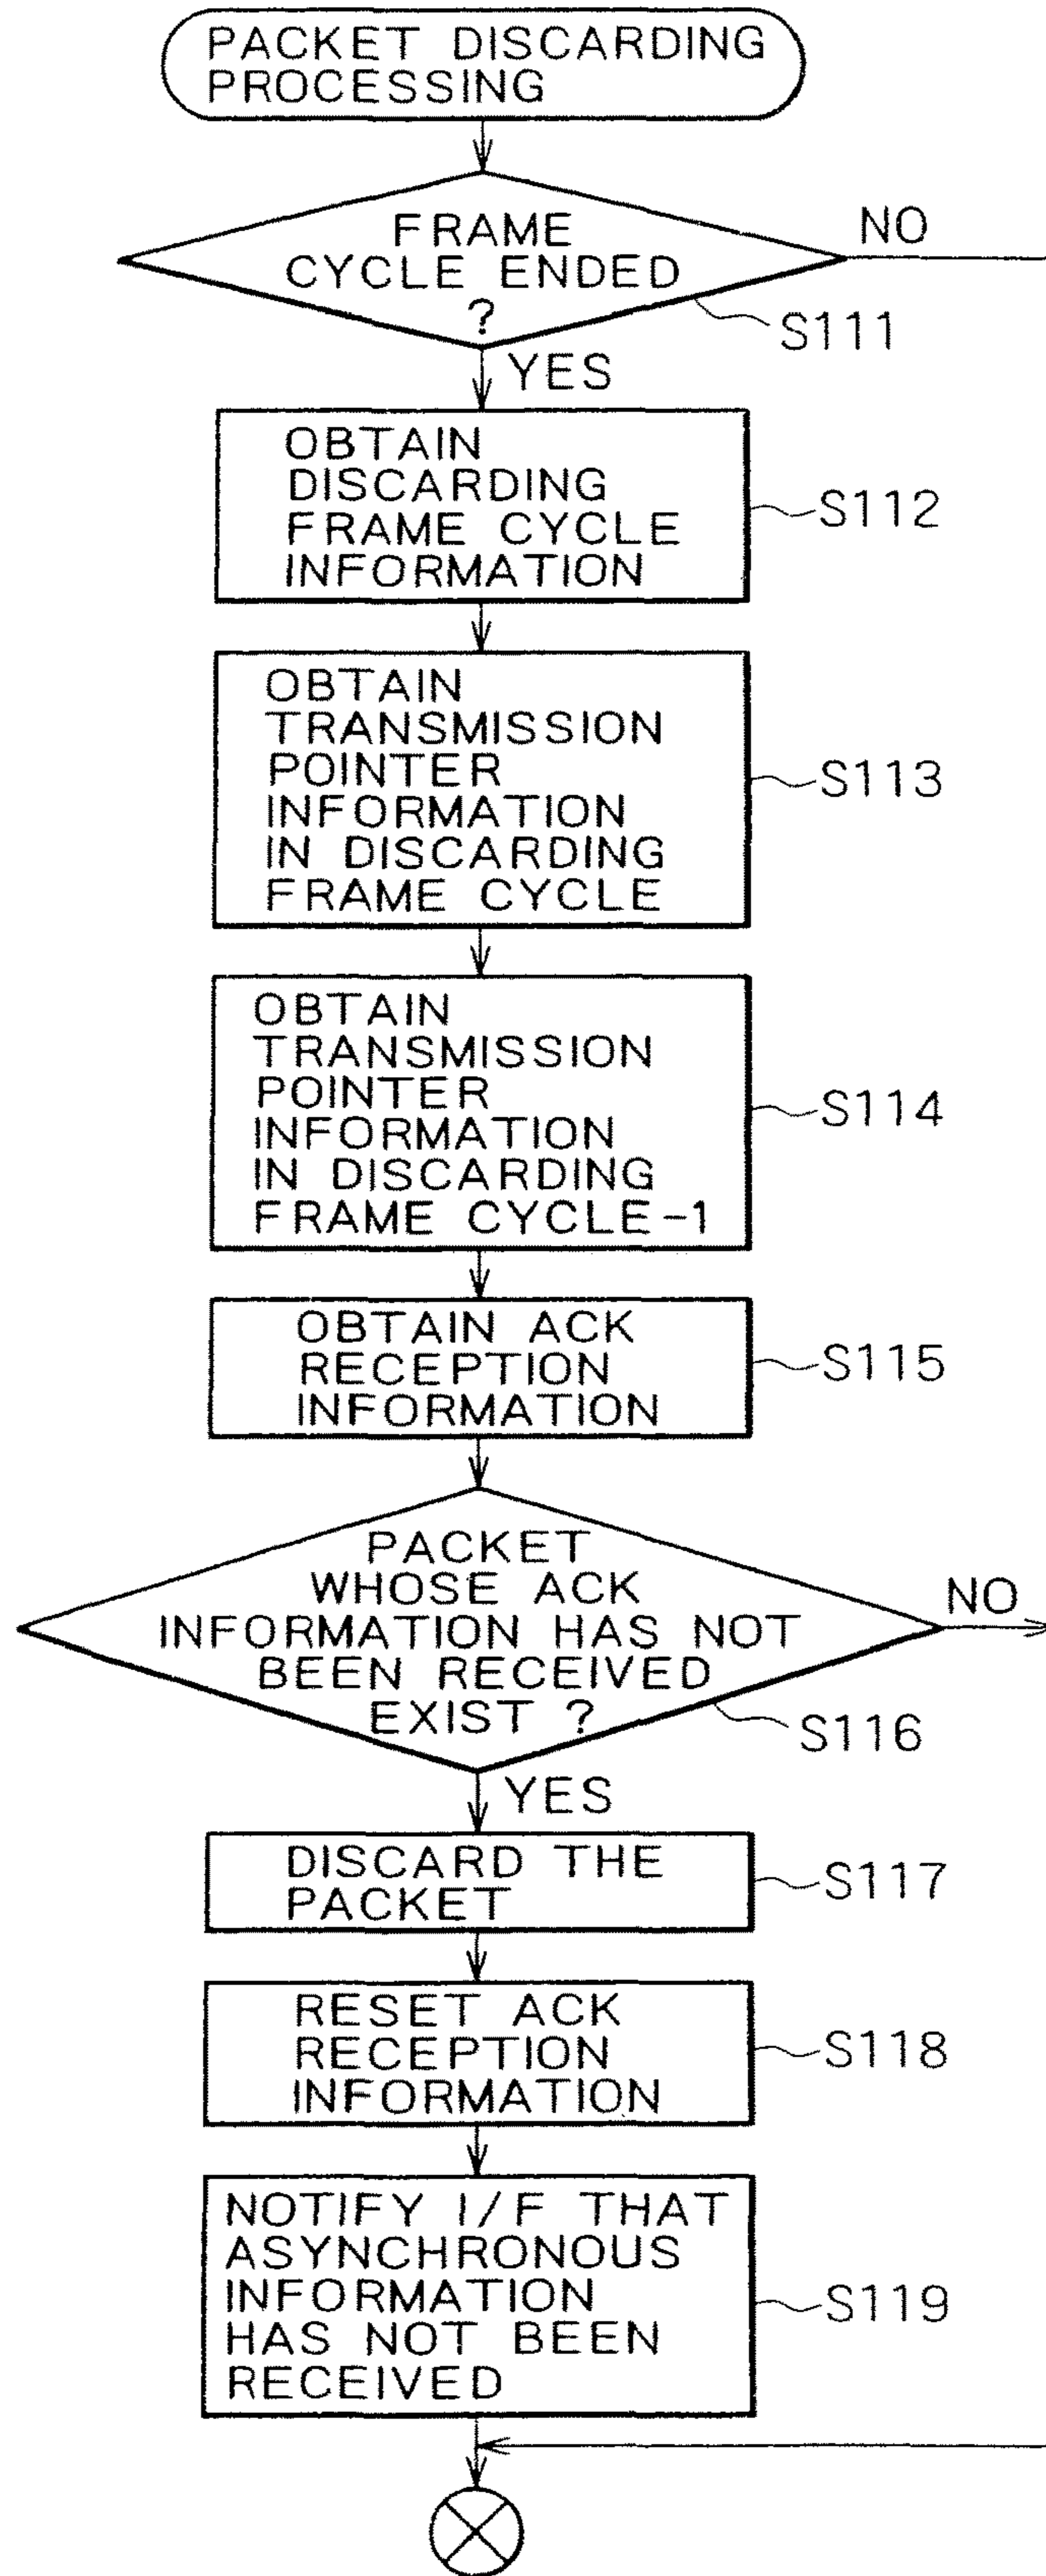 PACKET DISCARDING
PROCESSING
FRAME
CYCLE ENDED
?
NO
S111
YES
OBTAIN
DISCARDING
FRAME CYCLE
INFORMATION
S112
OBTAIN
TRANSMISSION
POINTER
INFORMATION
IN DISCARDING
FRAME CYCLE
S113
OBTAIN
TRANSMISSION
POINTER
INFORMATION
IN DISCARDING
FRAME CYCLE-1
S114
OBTAIN ACK
RECEPTION
INFORMATION
S115
PACKET
WHOSE ACK
INFORMATION HAS NOT
BEEN RECEIVED
EXIST ?
NO
S116
YES
DISCARD THE
PACKET
S117
RESET ACK
RECEPTION
INFORMATION
S118
NOTIFY I/F THAT
ASYNCHRONOUS
INFORMATION
HAS NOT BEEN
RECEIVED
S119